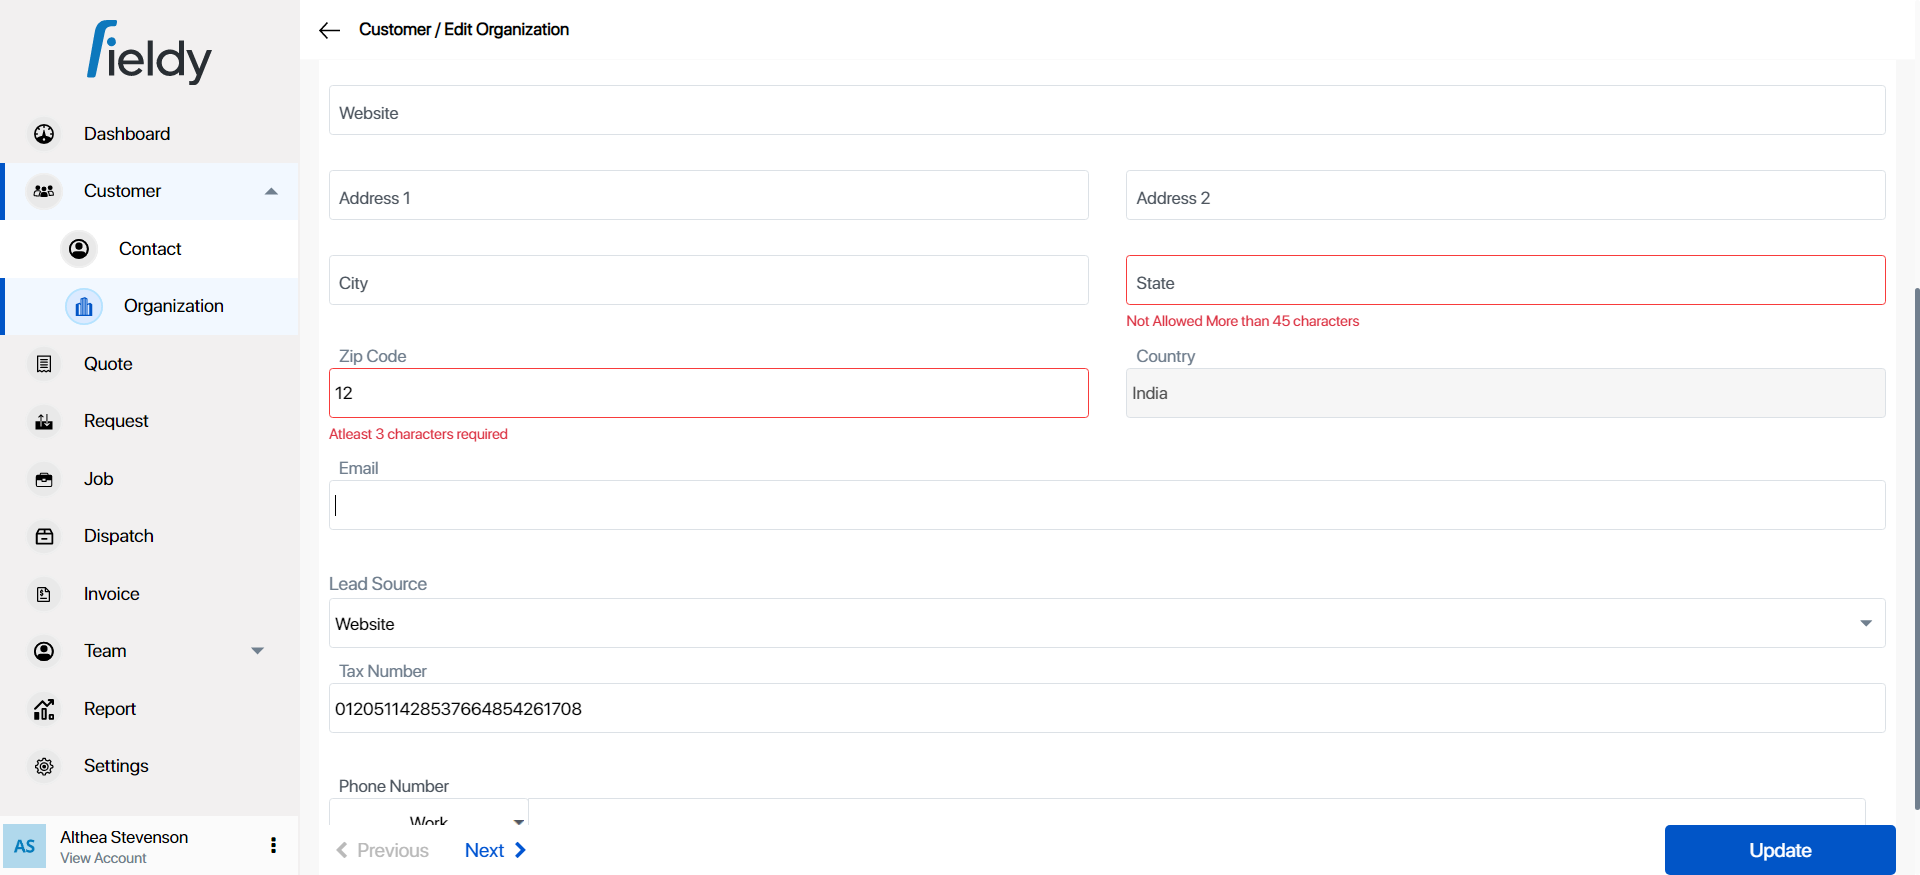 fieldy
Dashboard
Customer
Contact
Organization
Quote
Request
Job
Dispatch
Invoice
Team
Report
Settings
AS
Althea Stevenson
View Account
Customer / Edit Organization
Website
Address 1
Address 2
City
State
Not Allowed More than 45 characters
Zip Code
Country
12
India
Atleast 3 characters required
Email
Lead Source
Website
Tax Number
0120511428537664854261708
Phone Number
Work
Previous
Next
Update